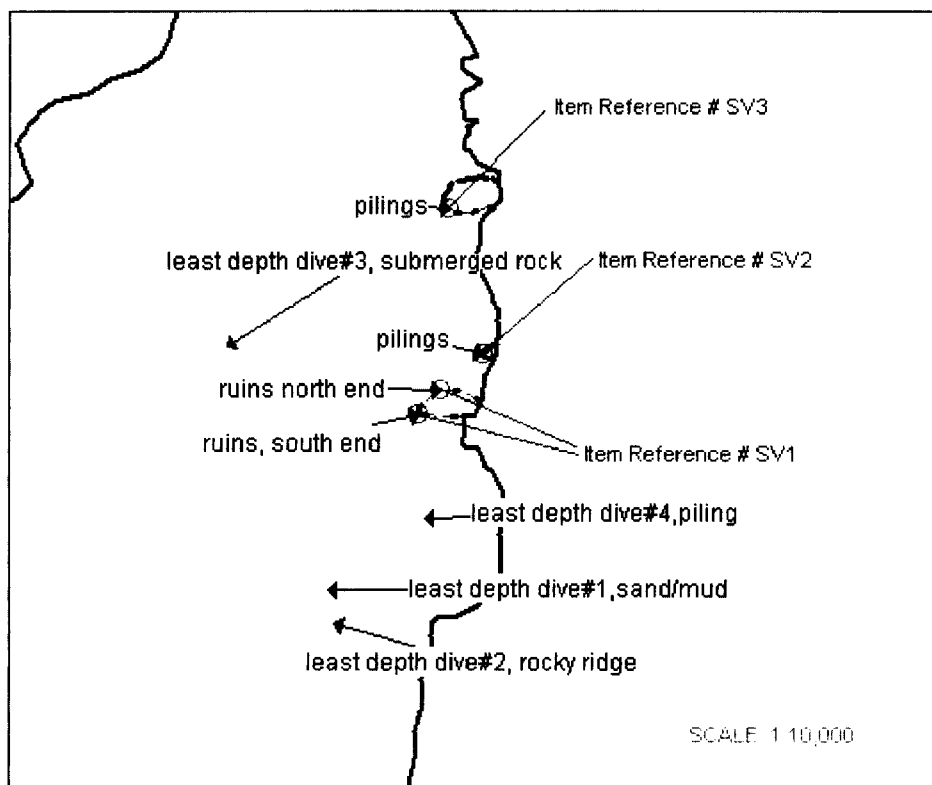 Item Reference # SV3
pilings
least depth dive#3, submerged rock
Item Reference # SV2
pilings
ruins north end
ruins, south end
Item Reference # SV1
least depth dive#4,piling
least depth dive#1,sand/mud
least depth dive#2, rocky ridge
SCALE 1 10,000